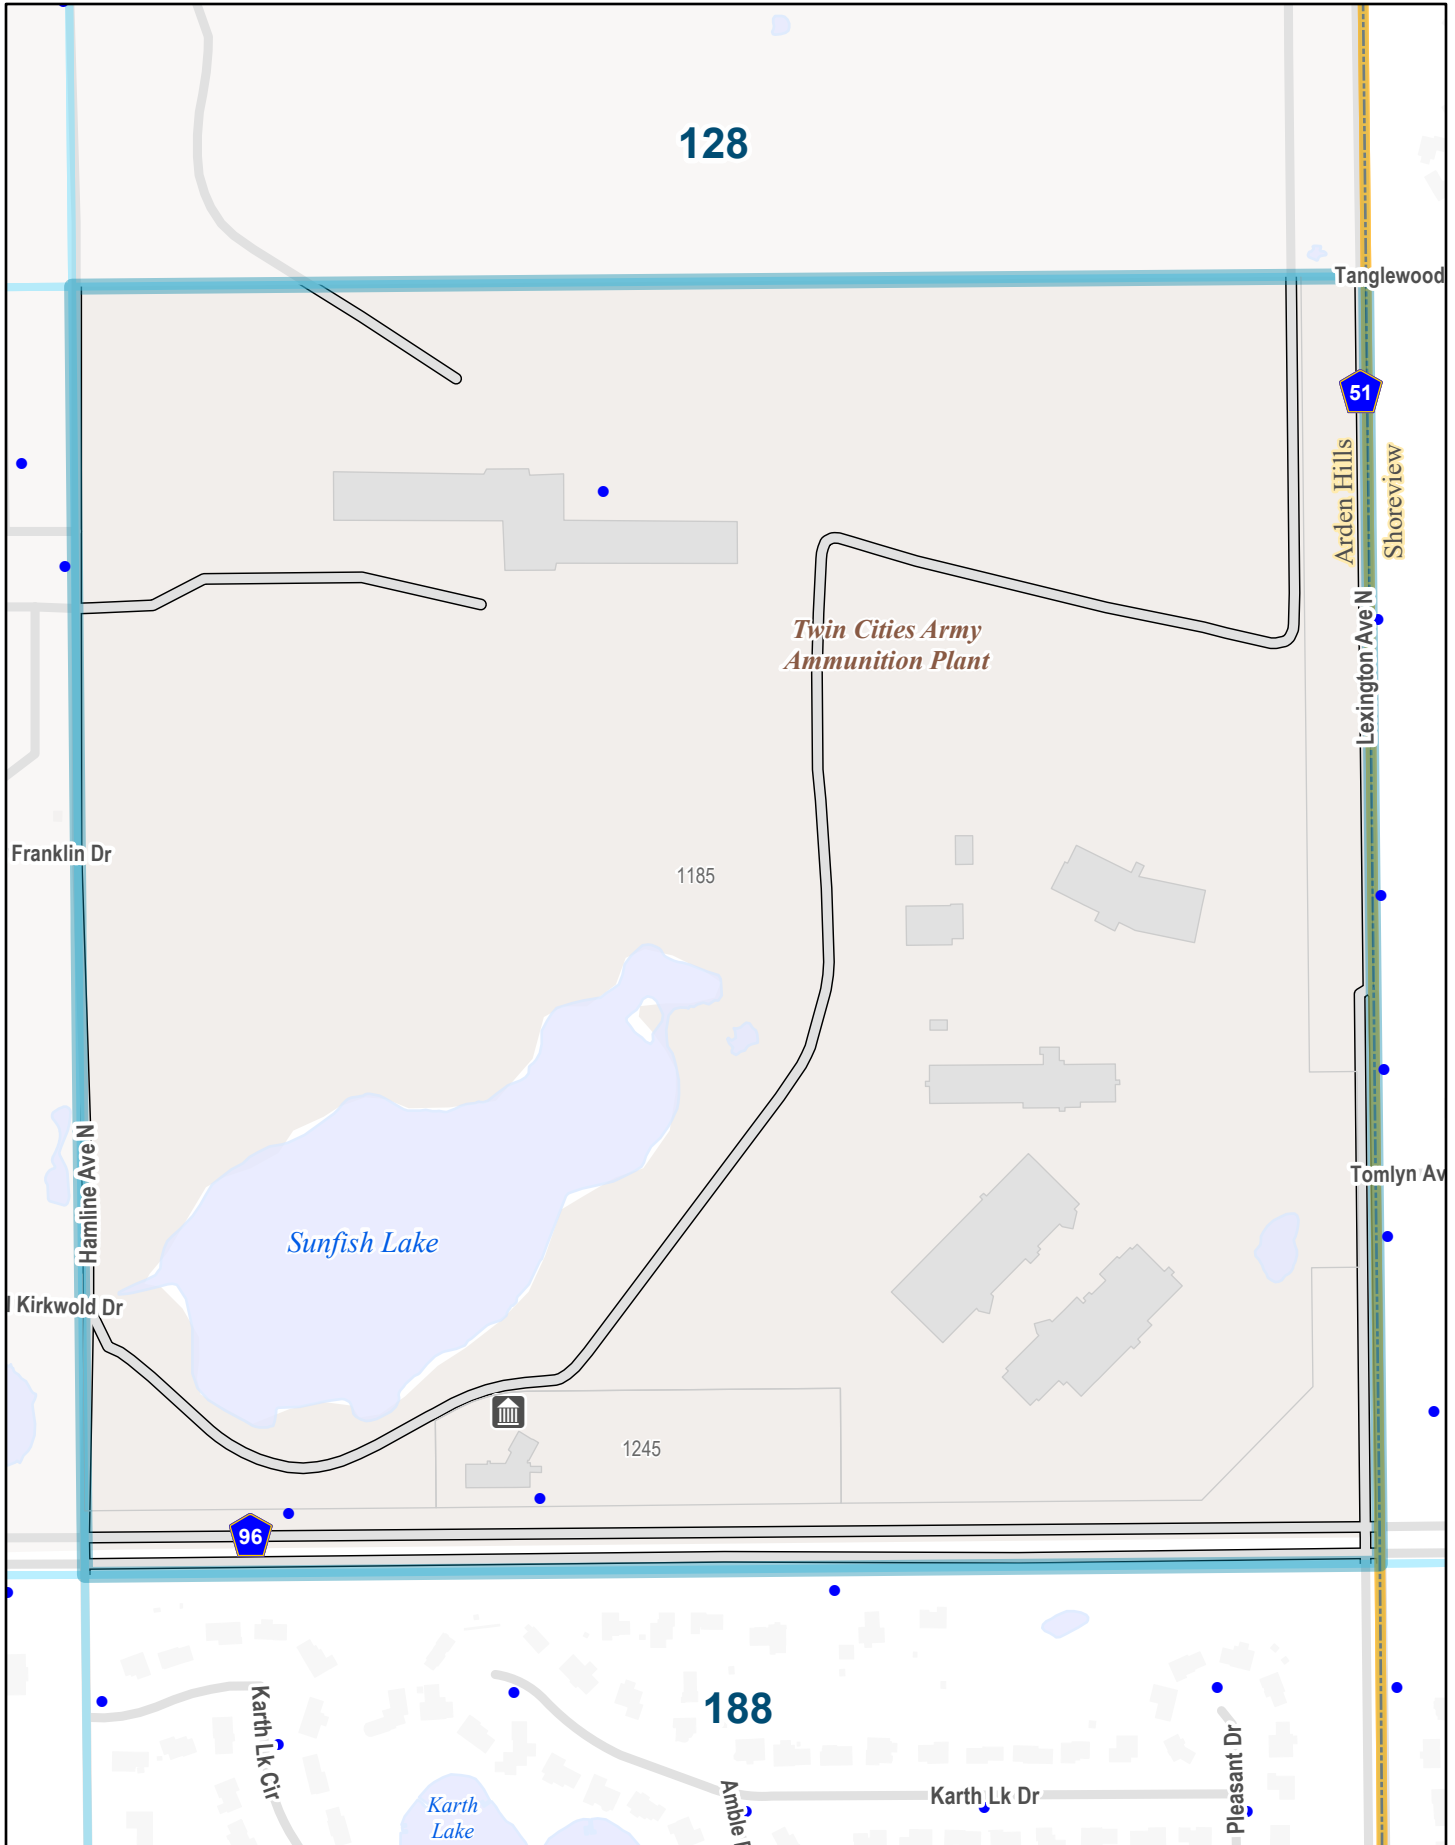 128
Tanglewood
51
Arden Hills
Shoreview
Twin Cities Army
Ammunition Plant
Lexington Ave N
Franklin Dr
1185
Hamline Ave N
Tomlyn Av
Sunfish Lake
Kirkwold Dr
1245
96
188
Karth Lk Cir
Karth Lk Dr
Pleasant Dr
Amble
Karth
Lake